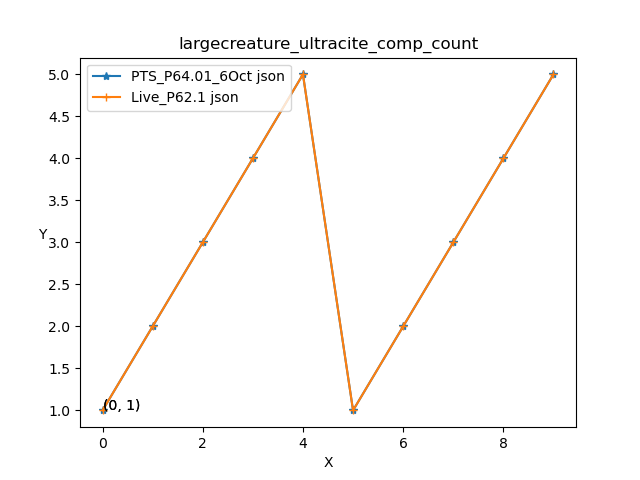 largecreature_ultracite_comp_count
PTS_P64.01_6Oct json
Live_P62.1 json
5.0
4.5
4.0
3.5
3.0
2.5
2.0
1.5
1.0
Y
(0, 1)
0 2 4 6 8
X